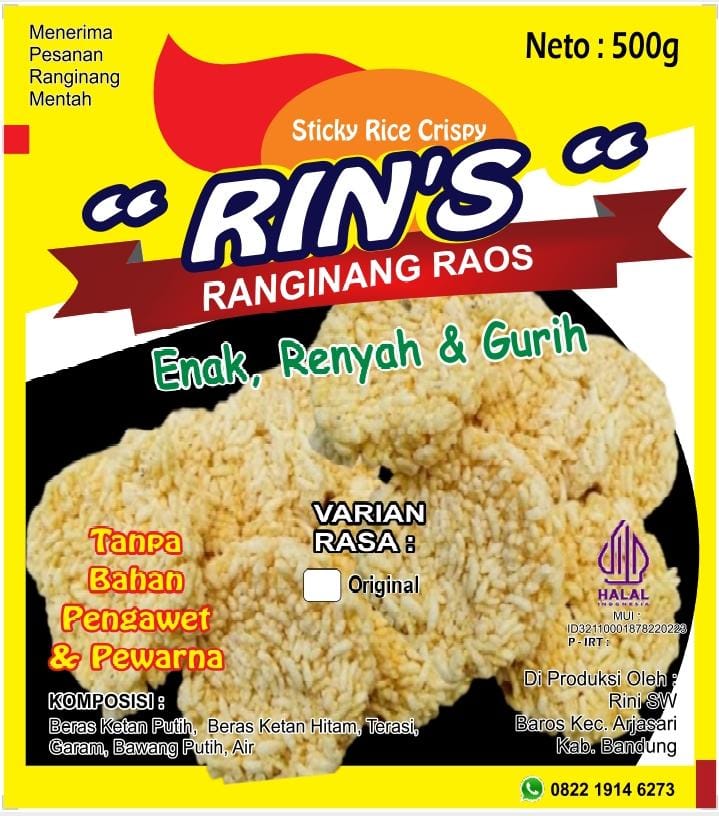 Menerima
Pesanan
Ranginang
Mentah
Neto : 500g
Sticky Rice Crispy
“ RIN'S “
RANGINANG RAOS
Enak, Renyah & Gurih
VARIAN
RASA :
Original
Tanpa
Bahan
Pengawet
& Pewarna
HALAL
INDONESIA
MUI :
ID32110001878220223
P - IRT :
KOMPOSISI :
Beras Ketan Putih, Beras Ketan Hitam, Terasi,
Garam, Bawang Putih, Air
Di Produksi Oleh :
Rini SW
Baros Kec. Arjasari
Kab. Bandung
0822 1914 6273